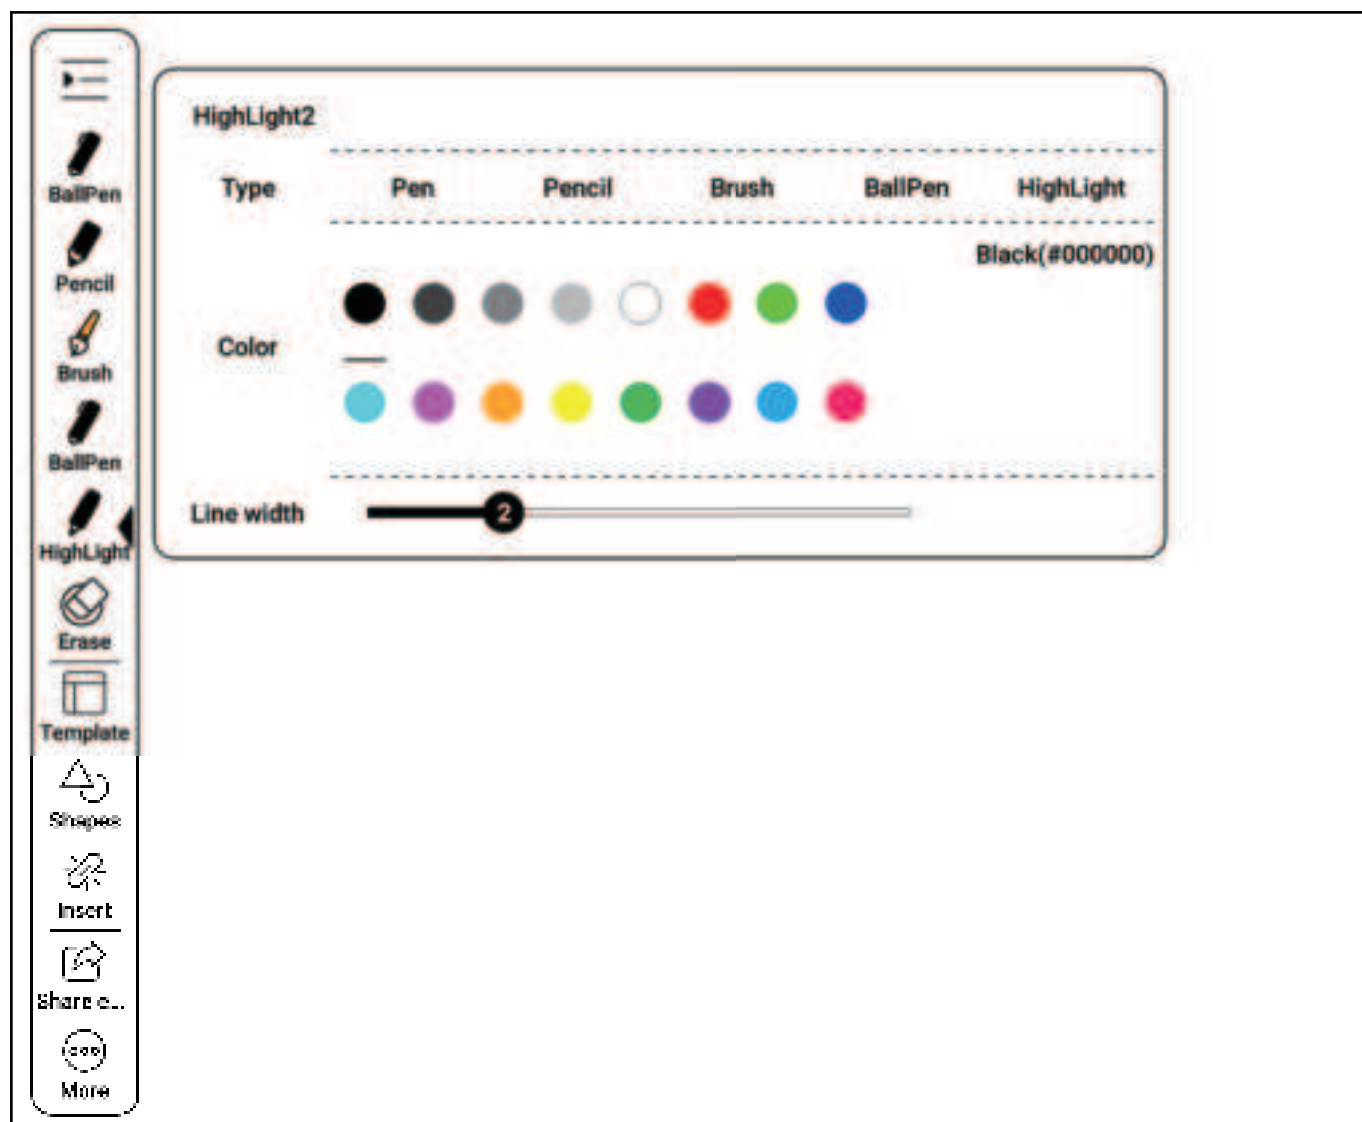 BallPen
Pencil
Brush
BallPen
HighLight
Erase
Template
Shapes
Insert
Share e...
More
HighLight2
Type Pen Pencil Brush BallPen HighLight
Black(#000000)
Color
Line width 2